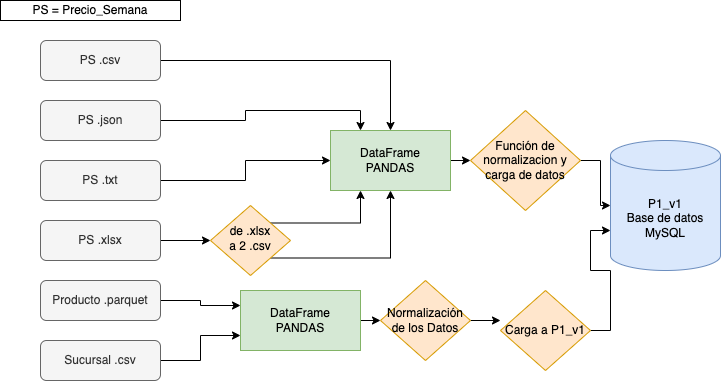 PS = Precio_Semana
PS .csv
PS .json
PS .txt
PS .xlsx
de .xlsx
a 2 .csv
DataFrame
PANDAS
Función de
normalizacion y
carga de datos
P1_v1
Base de datos
MySQL
Producto .parquet
Sucursal .csv
DataFrame
PANDAS
Normalización
de los Datos
Carga a P1_v1